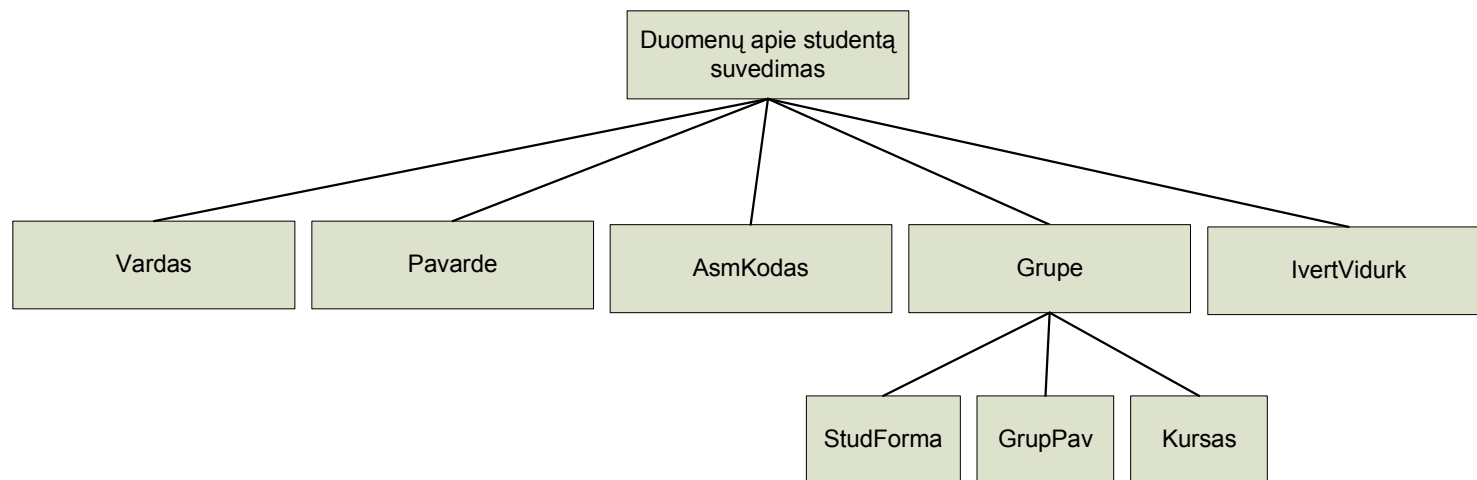 Duomenų apie studentą
suvedimas
Vardas
Pavarde
AsmKodas
Grupe
IvertVidurk
StudForma
GrupPav
Kursas